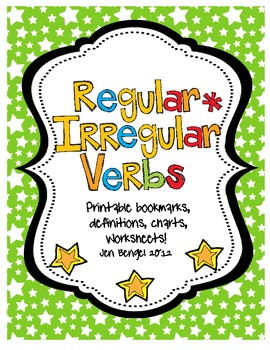 Regular*
Irregular
Verbs
Printable bookmarks,
definitions, charts,
worksheets!
Jen Bengel 2012